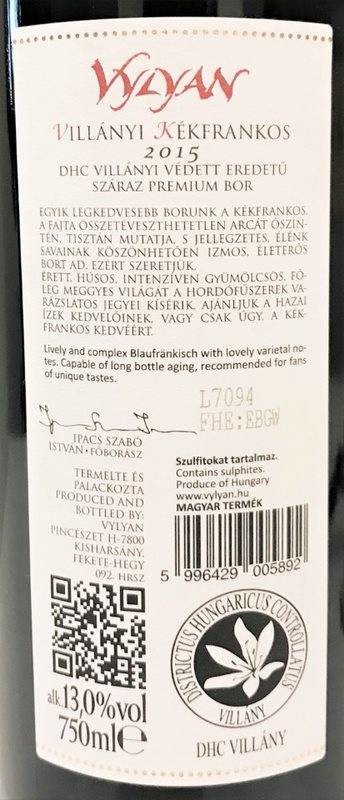 VYLYAN
VILLÁNYI KÉKFRANKOS
2015
DHC VILLÁNYI VÉDETT EREDETŰ
SZÁRAZ PREMIUM BOR
EGYIK LEGKEDVESEBB BORUNK A KÉKFRANKOS.
A FAJTA ÖSSZETÉVESZTHETETLEN ARCÁT ŐSZIN-
TÉN, TISZTÁN MUTATJA, S JELLEGZETES, ÉLÉNK
SAVAINAK KÖSZÖNHETŐEN IZMOS, ÉLETERŐS
BORT AD. EZÉRT SZERETJÜK.
ÉRETT, HÚSOS, INTENZÍVEN GYÜMÖLCSÖS, FŐ-
LEG MEGGYES VILÁGÁT A HORDÓFŰSZEREK VA-
RÁZSLATOS JEGYEI KÍSÉRIK. AJÁNLJUK A HAZAI
ÍZEK KEDVELŐINEK, VAGY CSAK ÚGY, A KÉK-
FRANKOS KEDVÉÉRT.
Lively and complex Blaufränkisch with lovely varietal no-
tes. Capable of long bottle aging, recommended for fans
of unique tastes.
L7094
FHE:EBGW
IPACS SZABÓ
ISTVÁN•FŐBORÁSZ
TERMELTE ÉS
PALACKOZTA
PRODUCED AND
BOTTLED BY:
VYLYAN
PINCÉSZET H-7800
KISHARSÁNY,
FEKETE-HEGY
092. HRSZ
Szulfitokat tartalmaz.
Contains sulphites.
Produce of Hungary
www.vylyan.hu
MAGYAR TERMÉK
5 996429 005892
DISTRICTUS HUNGARICUS CONTROLLATUS
VILLÁNY
DHC VILLÁNY
alk.13,0%vol
750ml℮